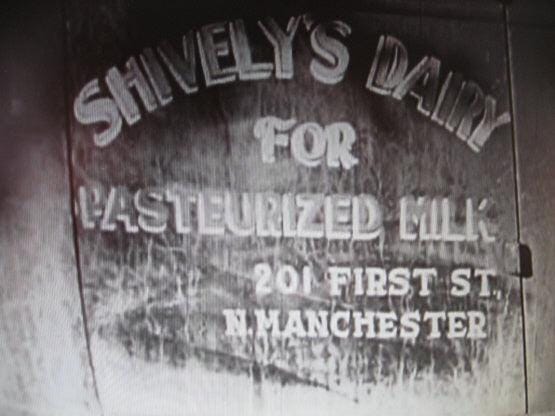 SHIVELY'S DAIRY
FOR
PASTEURIZED MILK
201 FIRST ST.,
N. MANCHESTER